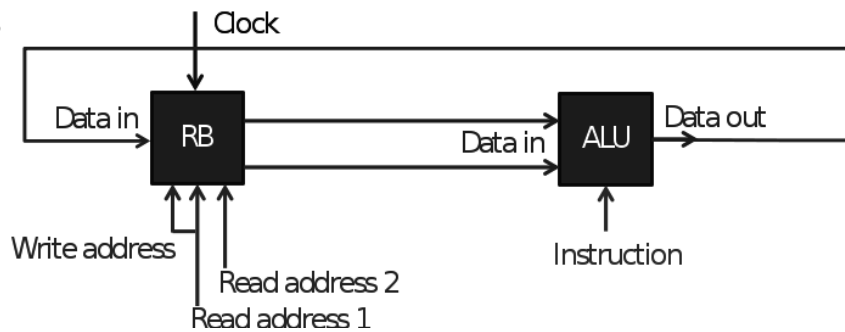 Clock
Data in
RB
Data in
ALU
Data out
Write address
Instruction
Read address 2
Read address 1